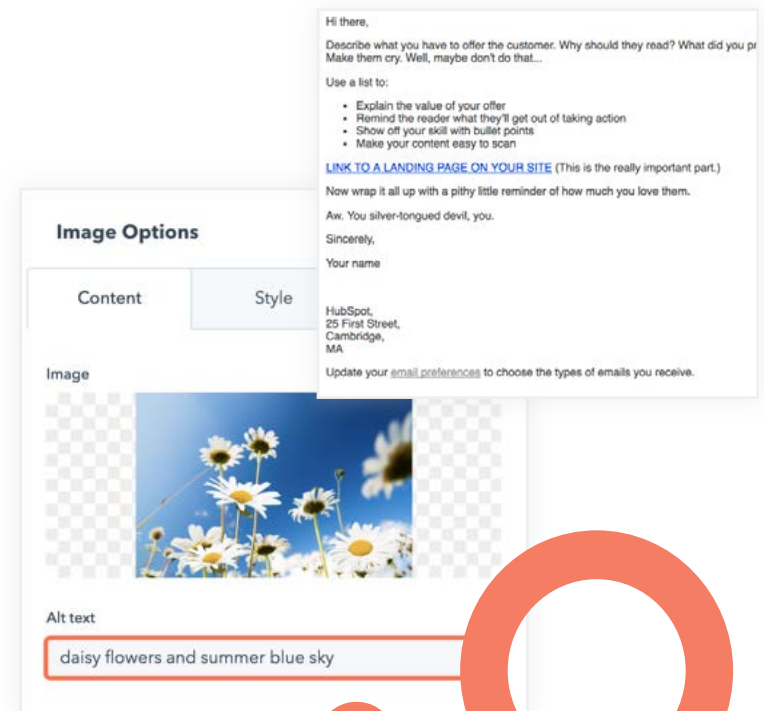 Hi there,
Describe what you have to offer the customer. Why should they read? What did you
Make them cry. Well, maybe don't do that...
Use a list to:
• Explain the value of your offer
• Remind the reader what they'll get out of taking action
• Show off your skill with bullet points
• Make your content easy to scan
LINK TO A LANDING PAGE ON YOUR SITE (This is the really important part.)
Now wrap it all up with a pithy little reminder of how much you love them.
Aw. You silver-tongued devil, you.
Sincerely,
Your name
HubSpot,
25 First Street,
Cambridge,
MA
Update your email preferences to choose the types of emails you receive.
Image Options
Content
Style
Image
Alt text
daisy flowers and summer blue sky